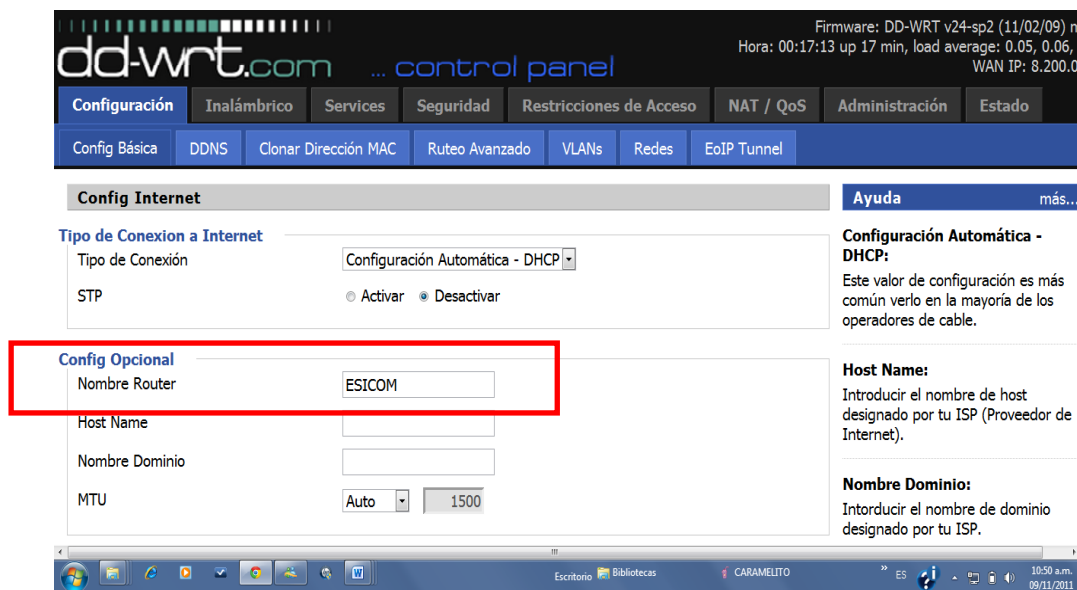 Firmware: DD-WRT v24-sp2 (11/02/09) n
Hora: 00:17:13 up 17 min, load average: 0.05, 0.06,
WAN IP: 8.200.0
dd-wrt.com ... control panel
Configuración Inalámbrico Services Seguridad Restricciones de Acceso NAT / QoS Administración Estado
Config Básica DDNS Clonar Dirección MAC Ruteo Avanzado VLANs Redes EoIP Tunnel
Config Internet
Tipo de Conexion a Internet
Tipo de Conexión Configuración Automática - DHCP
STP Activar Desactivar
Config Opcional
Nombre Router ESICOM
Host Name
Nombre Dominio
MTU Auto 1500
Ayuda más...
Configuración Automática -
DHCP:
Este valor de configuración es más
común verlo en la mayoría de los
operadores de cable.
Host Name:
Introducir el nombre de host
designado por tu ISP (Proveedor de
Internet).
Nombre Dominio:
Intorducir el nombre de dominio
designado por tu ISP.
Escritorio Bibliotecas CARAMELITO » ES 10:50 a.m.
09/11/2011